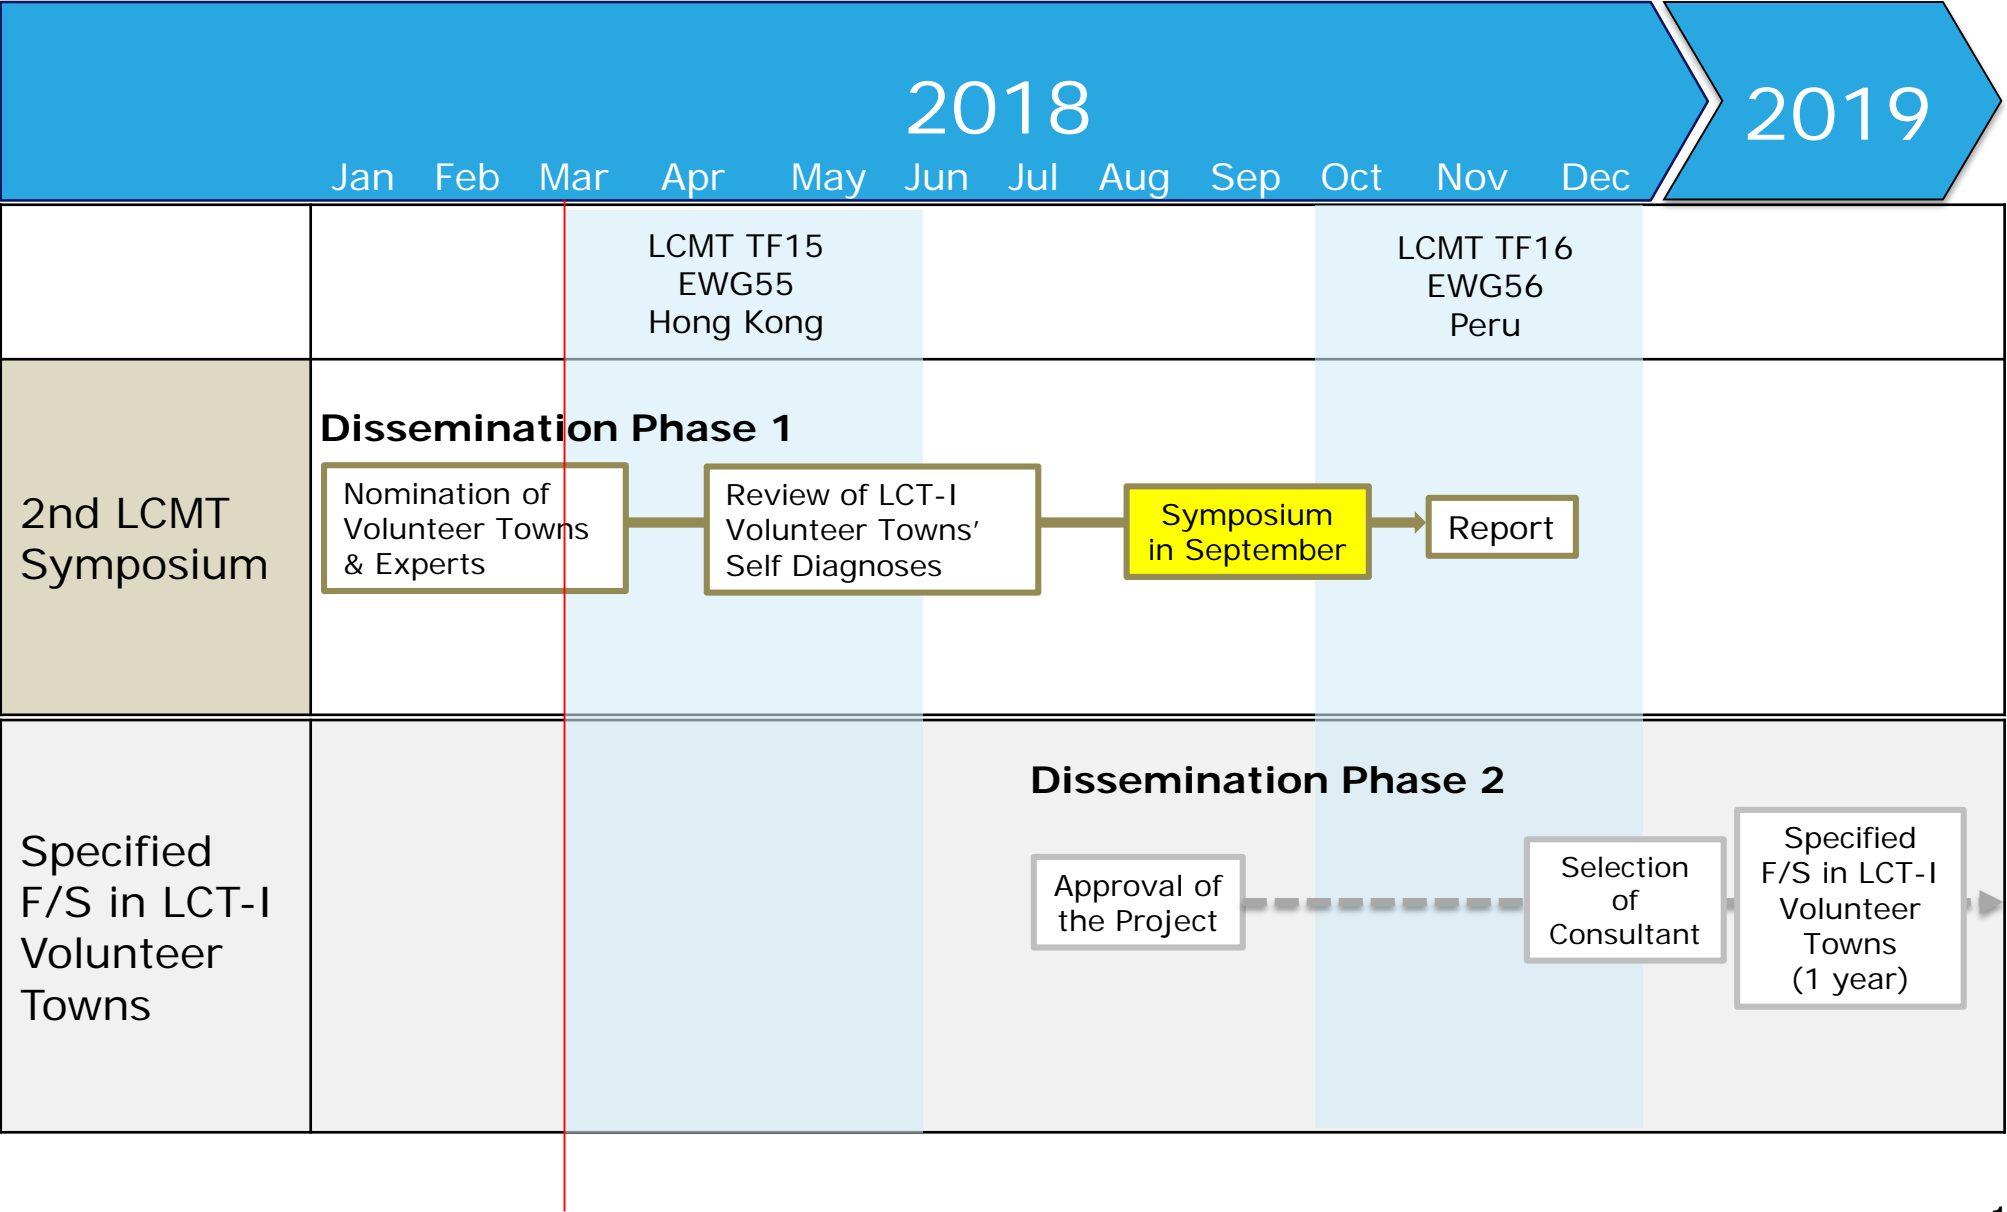 2018
2019
Jan Feb Mar Apr May Jun Jul Aug Sep Oct Nov Dec
LCMT TF15
EWG55
Hong Kong
LCMT TF16
EWG56
Peru
2nd LCMT
Symposium
Dissemination Phase 1
Nomination of
Volunteer Towns
& Experts
Review of LCT-I
Volunteer Towns’
Self Diagnoses
Symposium
in September
Report
Specified
F/S in LCT-I
Volunteer
Towns
Dissemination Phase 2
Approval of
the Project
Selection
of
Consultant
Specified
F/S in LCT-I
Volunteer
Towns
(1 year)